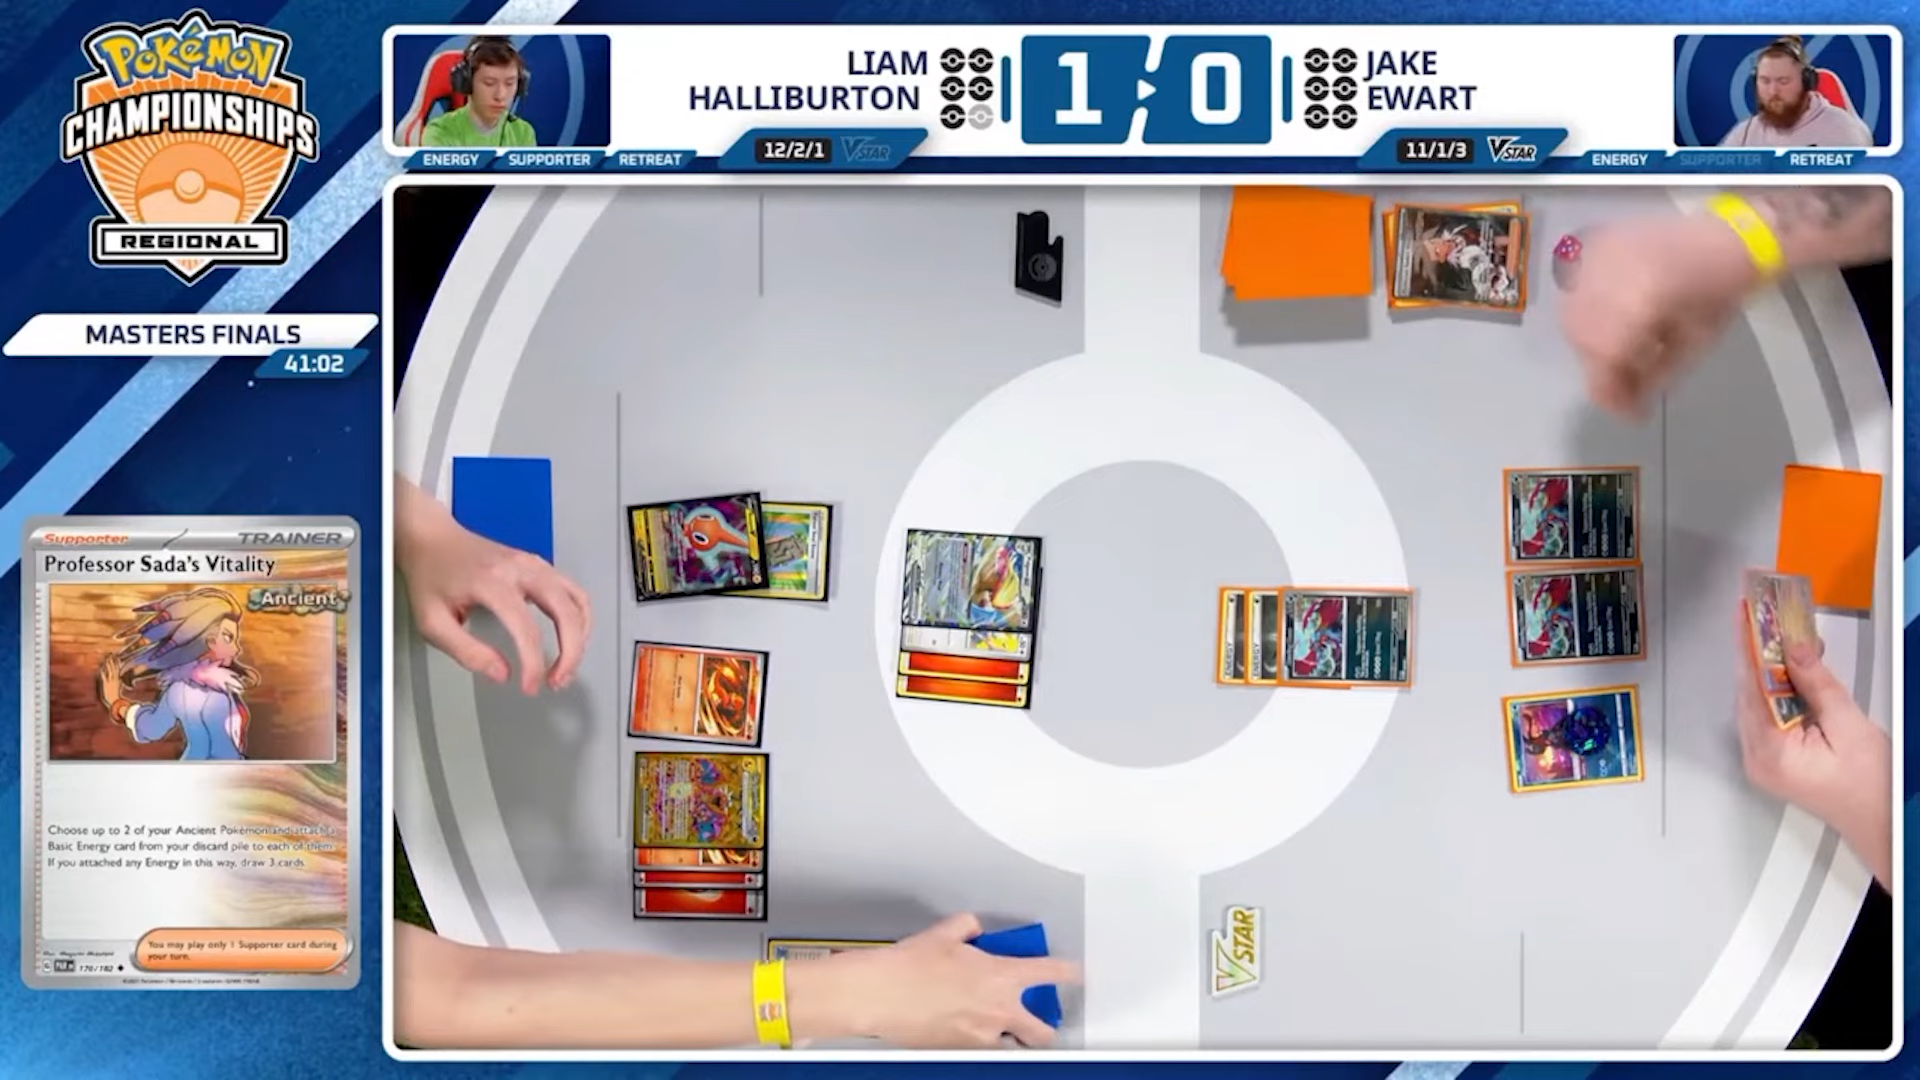 Pokémon
CHAMPIONSHIPS
REGIONAL
MASTERS FINALS
41:02
LIAM
HALLIBURTON
1
0
JAKE
EWART
ENERGY
SUPPORTER
RETREAT
12/2/1
VSTAR
11/1/3
VSTAR
ENERGY
SUPPORTER
RETREAT
Supporter
TRAINER
Professor Sada's Vitality
Ancient
Choose up to 2 of your Ancient Pokémon and attach a
Basic Energy card from your discard pile to each of them.
If you attached any Energy in this way, draw 3 cards.
You may play only 1 Supporter card during
your turn.
170/182
ENERGY
ENERGY
VSTAR